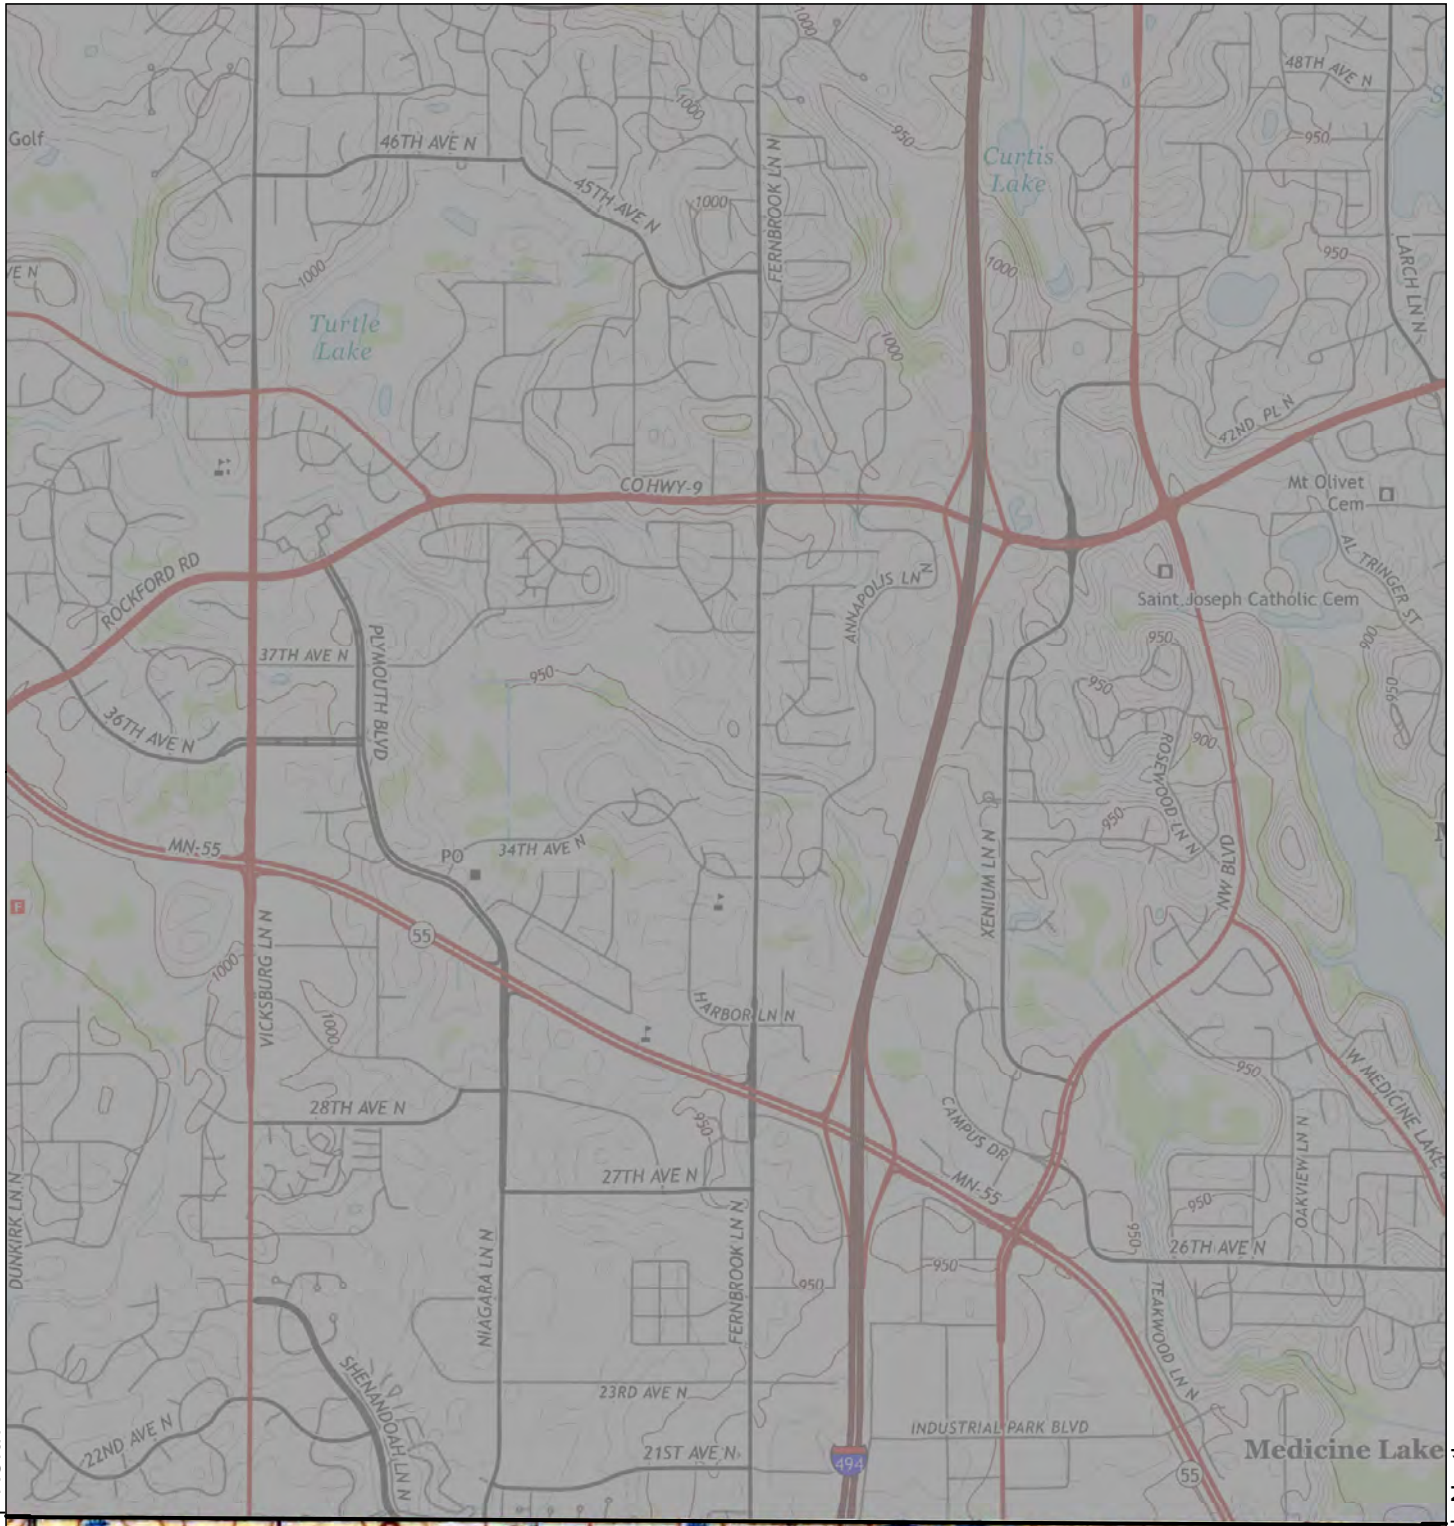 1000
48TH AVE N
1000
950
950
Golf
46TH AVE N
Curtis
Lake
45TH AVE N
1000
FERNBROOK LN N
LARCH LN N
950
VE N
1000
1000
Turtle
Lake
1000
42ND PL N
CO HWY-9
Mt Olivet
Cem
AL TRINGER ST
ROCKFORD RD
ANNAPOLIS LN N
Saint Joseph Catholic Cem
900
950
37TH AVE N
PLYMOUTH BLVD
950
950
950
36TH AVE N
ROSEWOOD LN N
900
950
MN-55
PO
34TH AVE N
XENIUM LN N
NW BLVD
F
55
VICKSBURG LN N
1000
1000
HARBOR LN N
950
W MEDICINE LAKE
28TH AVE N
950
CAMPUS DR
OAKVIEW LN N
27TH AVE N
MN-55
950
DUNKIRK LN N
950
26TH AVE N
NIAGARA LN N
FERNBROOK LN N
950
950
TEAKWOOD LN N
SHENANDOAH LN N
23RD AVE N
22ND AVE N
INDUSTRIAL PARK BLVD
21ST AVE N
494
Medicine Lake
55